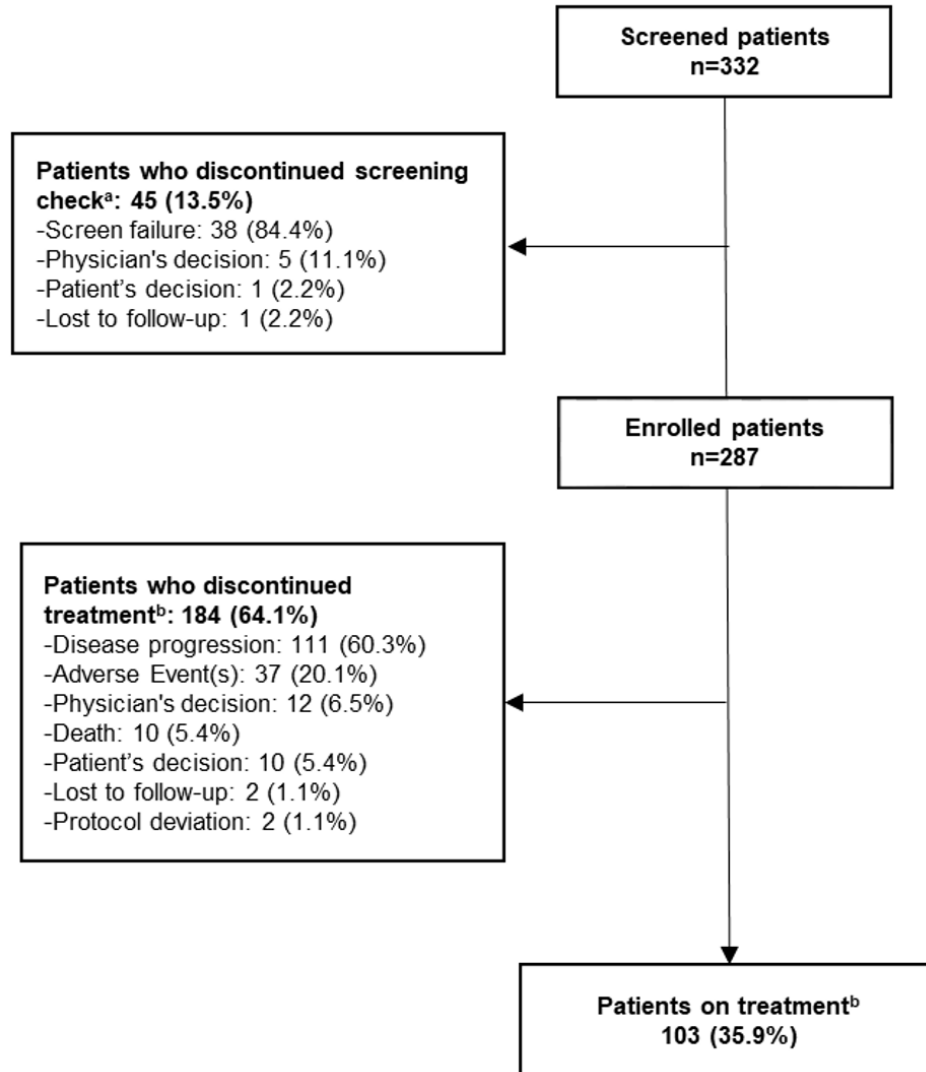 Screened patients
n=332
Patients who discontinued screening
checkᵃ: 45 (13.5%)
-Screen failure: 38 (84.4%)
-Physician's decision: 5 (11.1%)
-Patient’s decision: 1 (2.2%)
-Lost to follow-up: 1 (2.2%)
Enrolled patients
n=287
Patients who discontinued
treatmentᵇ: 184 (64.1%)
-Disease progression: 111 (60.3%)
-Adverse Event(s): 37 (20.1%)
-Physician's decision: 12 (6.5%)
-Death: 10 (5.4%)
-Patient’s decision: 10 (5.4%)
-Lost to follow-up: 2 (1.1%)
-Protocol deviation: 2 (1.1%)
Patients on treatmentᵇ
103 (35.9%)